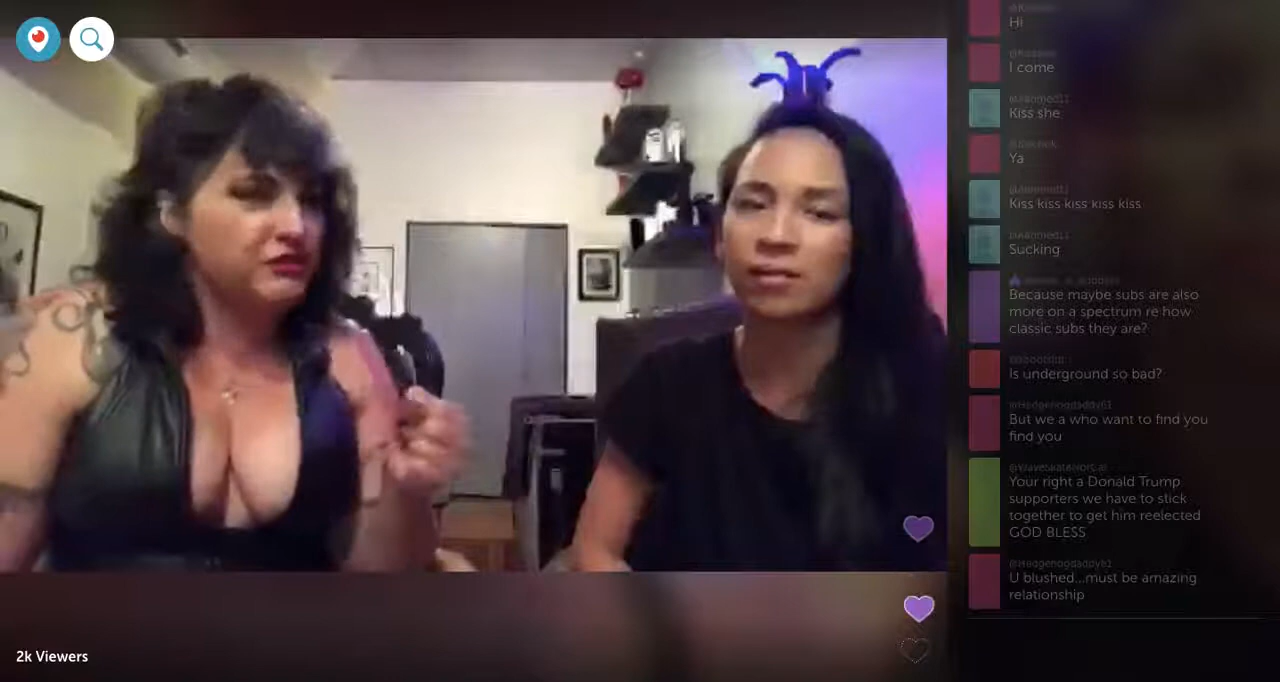 Hi
I come
Kiss she
Ya
Kiss kiss kiss kiss kiss
Sucking
Because maybe subs are also
more on a spectrum re how
classic subs they are?
Is underground so bad?
@Hedgehogdaddy61
But we a who want to find you
find you
Your right a Donald Trump
supporters we have to stick
together to get him reelected
GOD BLESS
@Hedgehogdaddy61
U blushed...must be amazing
relationship
2k Viewers